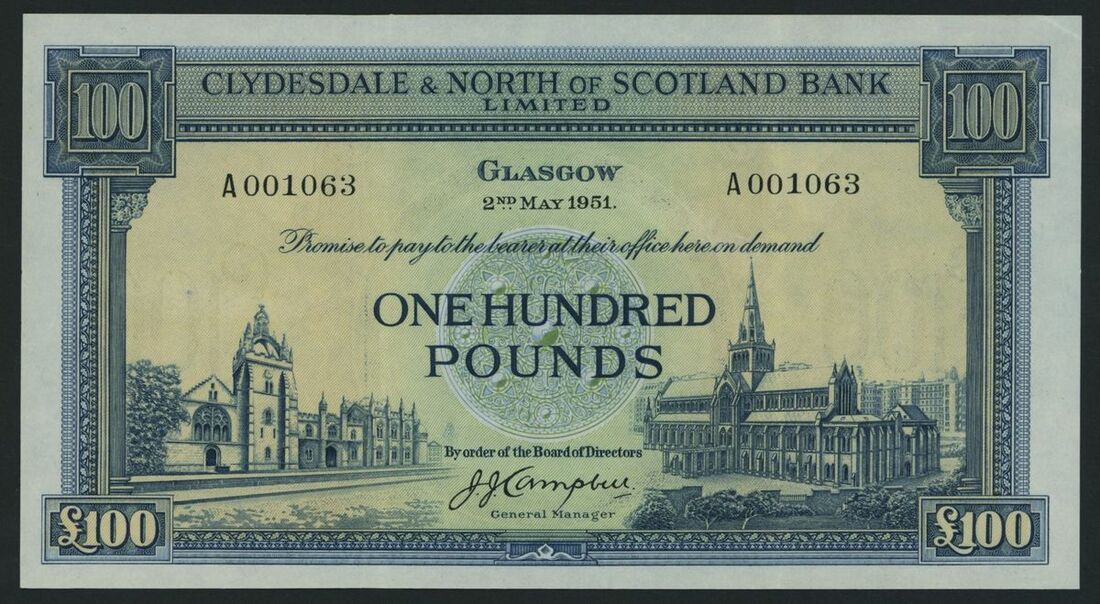 100 100
CLYDESDALE & NORTH OF SCOTLAND BANK
LIMITED
GLASGOW
A001063 A001063
2ND MAY 1951.
Promise to pay to the bearer at their office here on demand
ONE HUNDRED
POUNDS
By order of the Board of Directors
J.J. Campbell.
General Manager
£100 £100